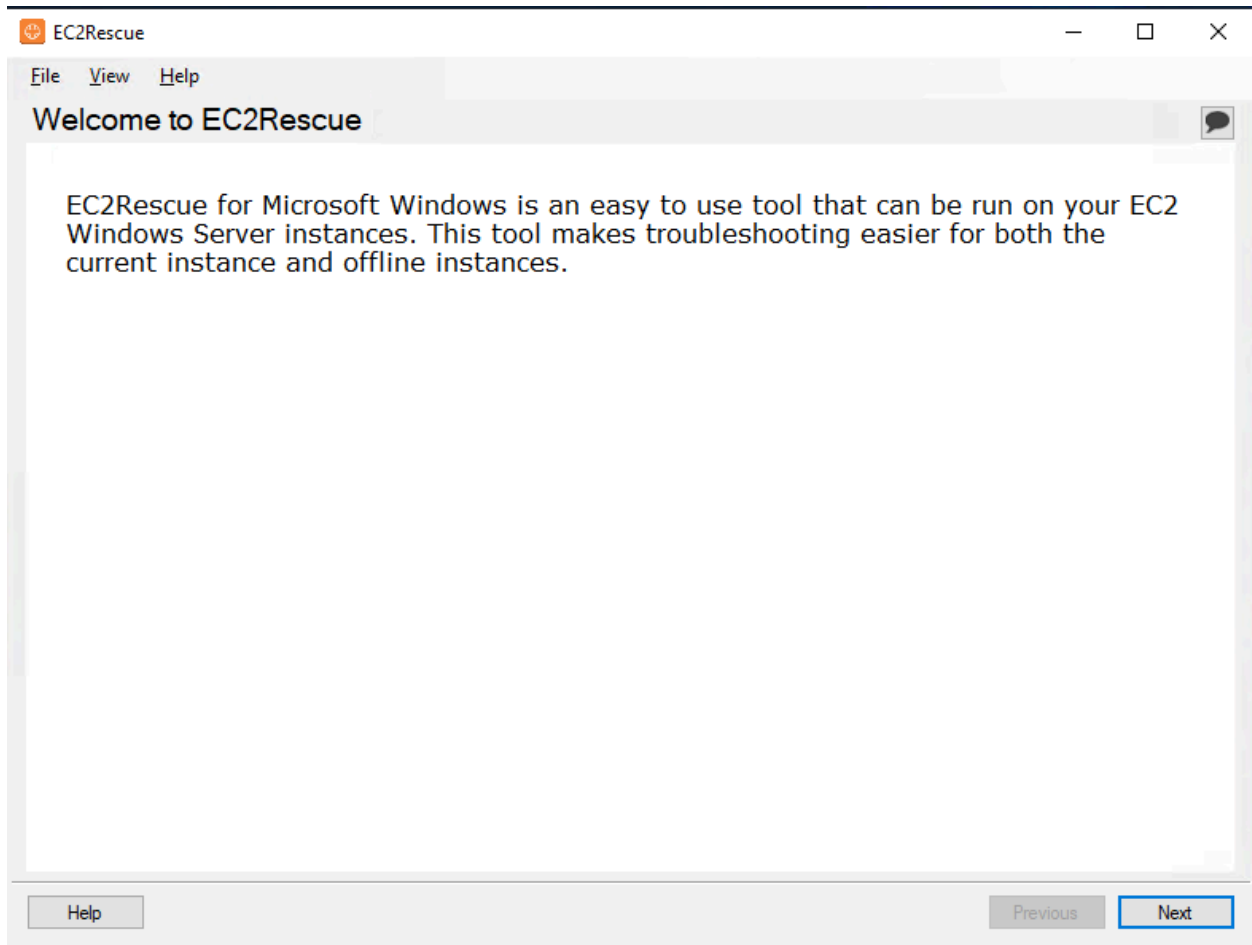 EC2Rescue
File View Help
Welcome to EC2Rescue
EC2Rescue for Microsoft Windows is an easy to use tool that can be run on your EC2
Windows Server instances. This tool makes troubleshooting easier for both the
current instance and offline instances.
Help Previous Next